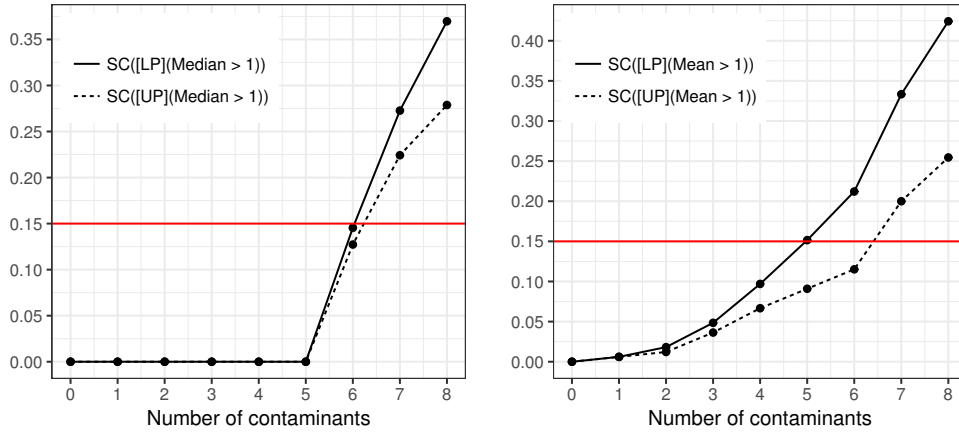 0.35
0.30
0.25
0.20
0.15
0.10
0.05
0.00
SC([LP](Median > 1))
SC([UP](Median > 1))
0 1 2 3 4 5 6 7 8
Number of contaminants
0.40
0.35
0.30
0.25
0.20
0.15
0.10
0.05
0.00
SC([LP](Mean > 1))
SC([UP](Mean > 1))
0 1 2 3 4 5 6 7 8
Number of contaminants